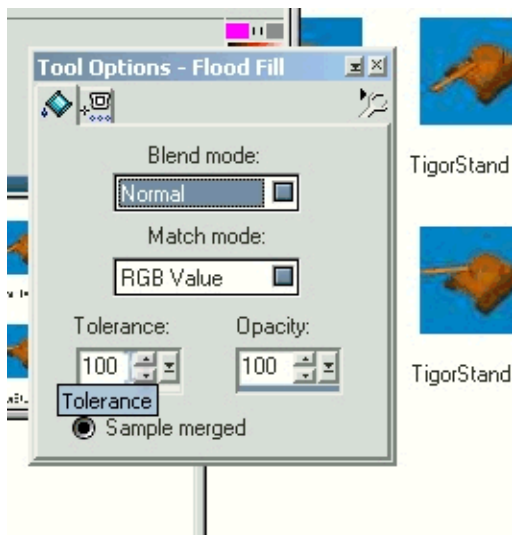 Tool Options - Flood Fill
Blend mode:
Normal
Match mode:
RGB Value
Tolerance:
Opacity:
100
100
Tolerance
Sample merged
TigorStand
TigorStand